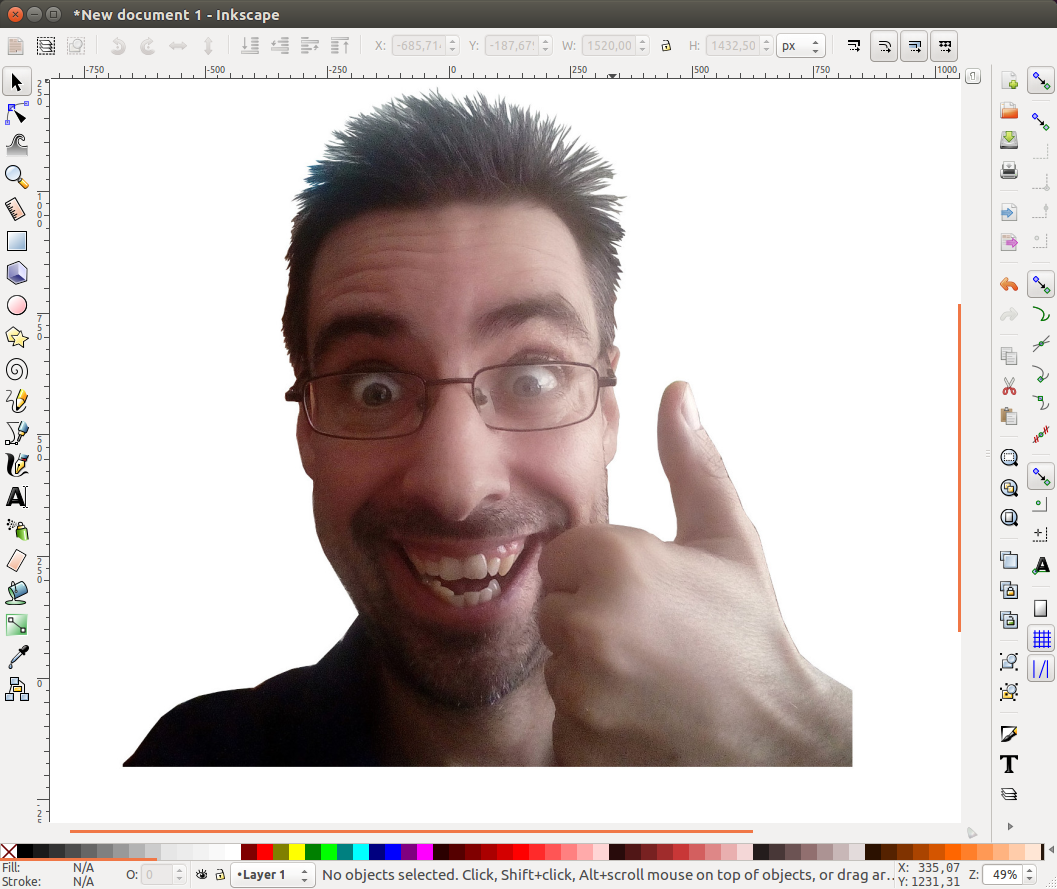 *New document 1 - Inkscape
X: -685,71 Y: -187,67 W: 1520,00 H: 1432,50 px
-750 -500 -250 0 250 500 750 1000
250
1000
750
500
250
0
-25
A
T
Fill: N/A
Stroke: N/A
O: 0
•Layer 1
No objects selected. Click, Shift+click, Alt+scroll mouse on top of objects, or drag ar…
X: 335,07
Y: 1231,31
Z: 49%